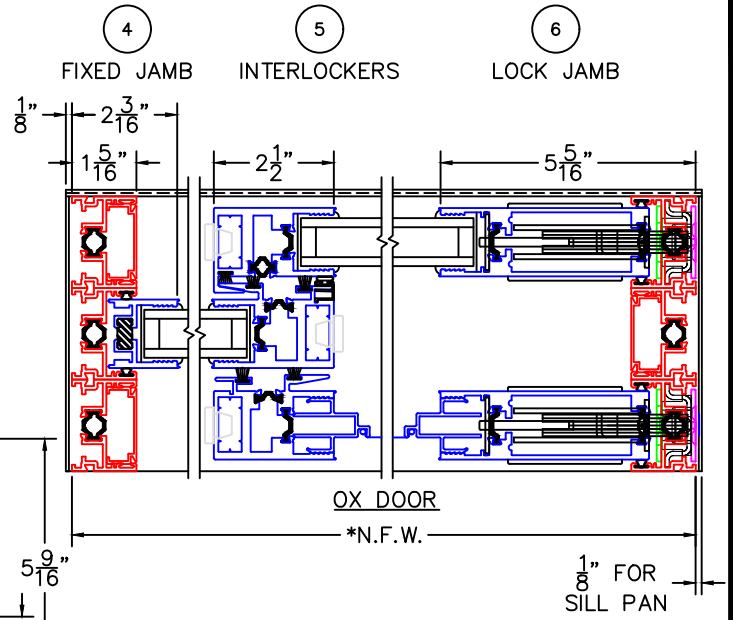 4
5
6
FIXED JAMB
INTERLOCKERS
LOCK JAMB
1/8"
2 3/16"
1 5/16"
2 1/2"
5 5/16"
OX DOOR
*N.F.W.
5 9/16"
1/8" FOR
SILL PAN